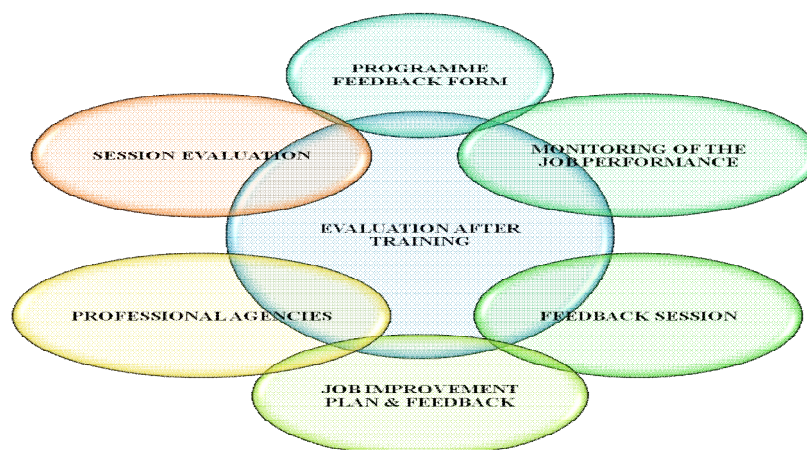 PROGRAMME
FEEDBACK FORM
SESSION EVALUATION
MONITORING OF THE
JOB PERFORMANCE
EVALUATION AFTER
TRAINING
PROFESSIONAL AGENCIES
FEEDBACK SESSION
JOB IMPROVEMENT
PLAN & FEEDBACK